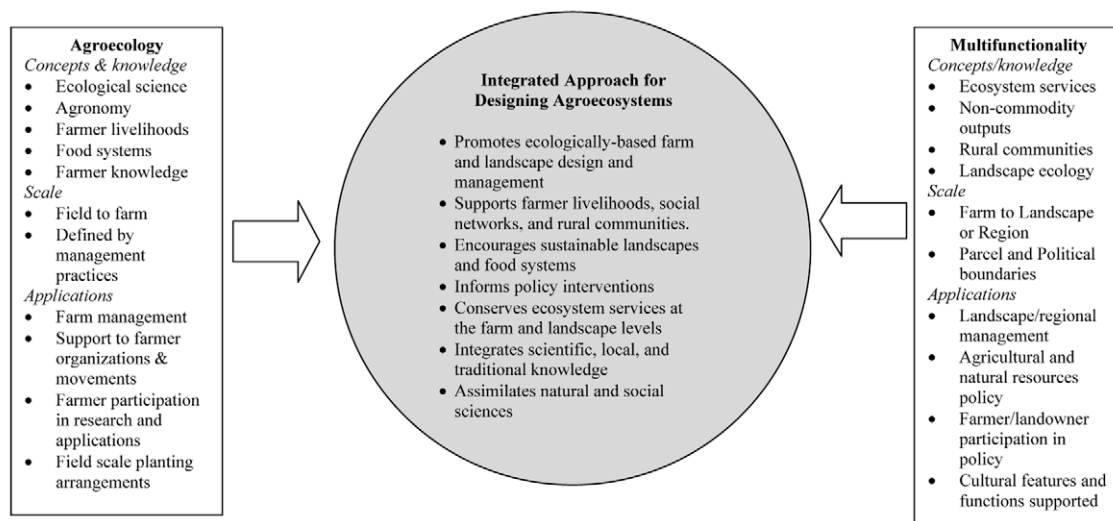 Agroecology
Concepts & knowledge
• Ecological science
• Agronomy
• Farmer livelihoods
• Food systems
• Farmer knowledge
Scale
• Field to farm
• Defined by
management
practices
Applications
• Farm management
• Support to farmer
organizations &
movements
• Farmer participation
in research and
applications
• Field scale planting
arrangements
Integrated Approach for
Designing Agroecosystems
• Promotes ecologically-based farm
and landscape design and
management
• Supports farmer livelihoods, social
networks, and rural communities.
• Encourages sustainable landscapes
and food systems
• Informs policy interventions
• Conserves ecosystem services at
the farm and landscape levels
• Integrates scientific, local, and
traditional knowledge
• Assimilates natural and social
sciences
Multifunctionality
Concepts/knowledge
• Ecosystem services
• Non-commodity
outputs
• Rural communities
• Landscape ecology
Scale
• Farm to Landscape
or Region
• Parcel and Political
boundaries
Applications
• Landscape/regional
management
• Agricultural and
natural resources
policy
• Farmer/landowner
participation in
policy
• Cultural features and
functions supported